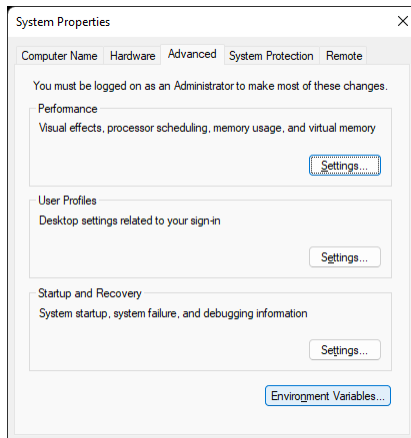 System Properties
Computer Name Hardware Advanced System Protection Remote
You must be logged on as an Administrator to make most of these changes.
Performance
Visual effects, processor scheduling, memory usage, and virtual memory
Settings...
User Profiles
Desktop settings related to your sign-in
Settings...
Startup and Recovery
System startup, system failure, and debugging information
Settings...
Environment Variables...